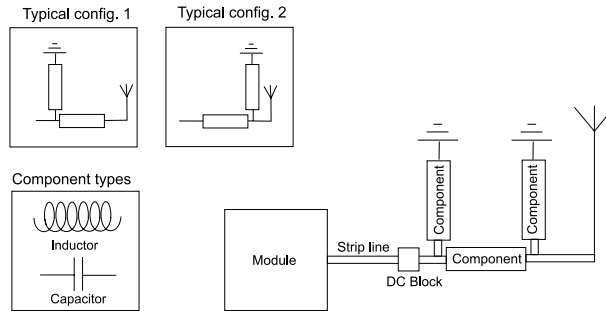 Typical config. 1
Typical config. 2
Component types
Inductor
Capacitor
Module
Strip line
DC Block
Component
Component
Component